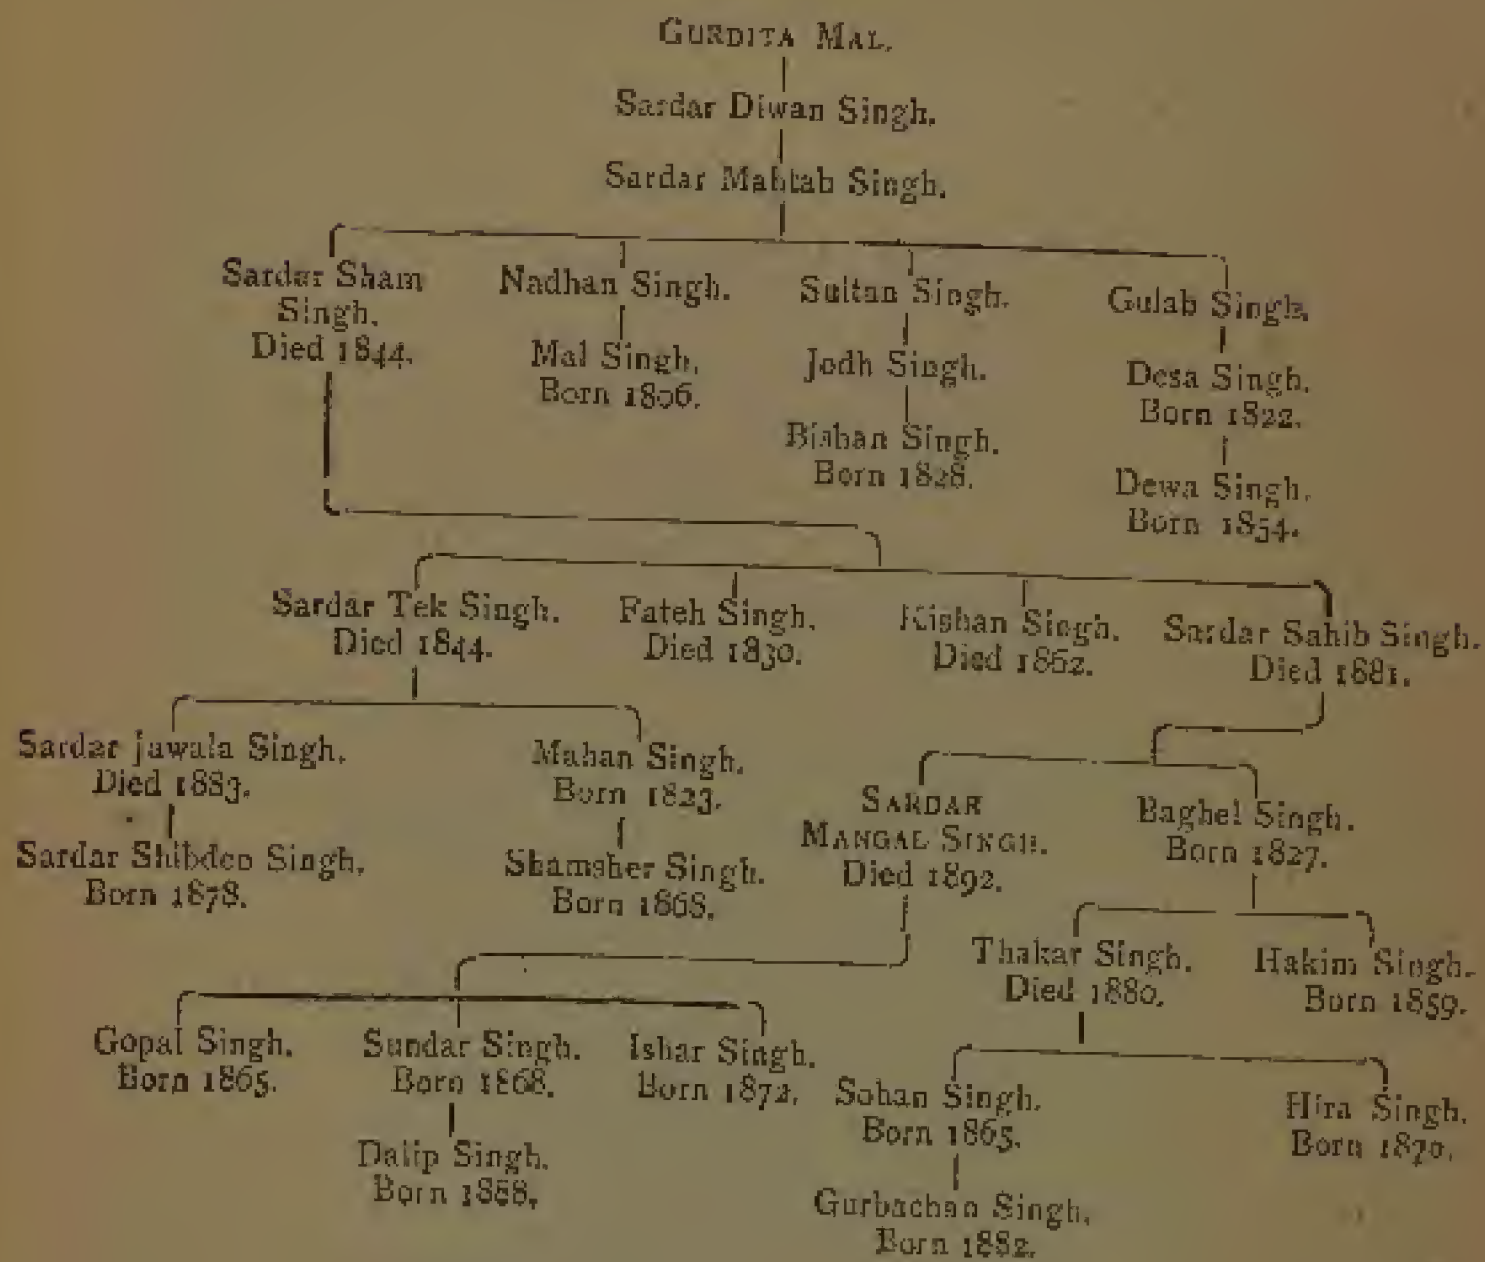 GURDITA MAL.
Sardar Diwan Singh.
Sardar Mahtab Singh.
Sardar Sham
Singh.
Died 1844.
Nadhan Singh.
Mal Singh.
Born 1806.
Sultan Singh.
Jodh Singh.
Bishan Singh.
Born 1828.
Gulab Singh.
Desa Singh.
Born 1822.
Dewa Singh.
Born 1854.
Sardar Tek Singh.
Died 1844.
Fateh Singh.
Died 1830.
Kishan Singh.
Died 1862.
Sardar Sahib Singh.
Died 1881.
Sardar Jawala Singh.
Died 1883.
Sardar Shibdeo Singh.
Born 1878.
Mahan Singh.
Born 1823.
Shamsher Singh.
Born 1868.
SARDAR
MANGAL SINGH.
Died 1892.
Baghel Singh.
Born 1827.
Thakar Singh.
Died 1880.
Hakim Singh.
Born 1859.
Gopal Singh.
Born 1865.
Sundar Singh.
Born 1868.
Dalip Singh.
Born 1888.
Ishar Singh.
Born 1872.
Sohan Singh.
Born 1865.
Gurbachan Singh.
Born 1882.
Hira Singh.
Born 1870.